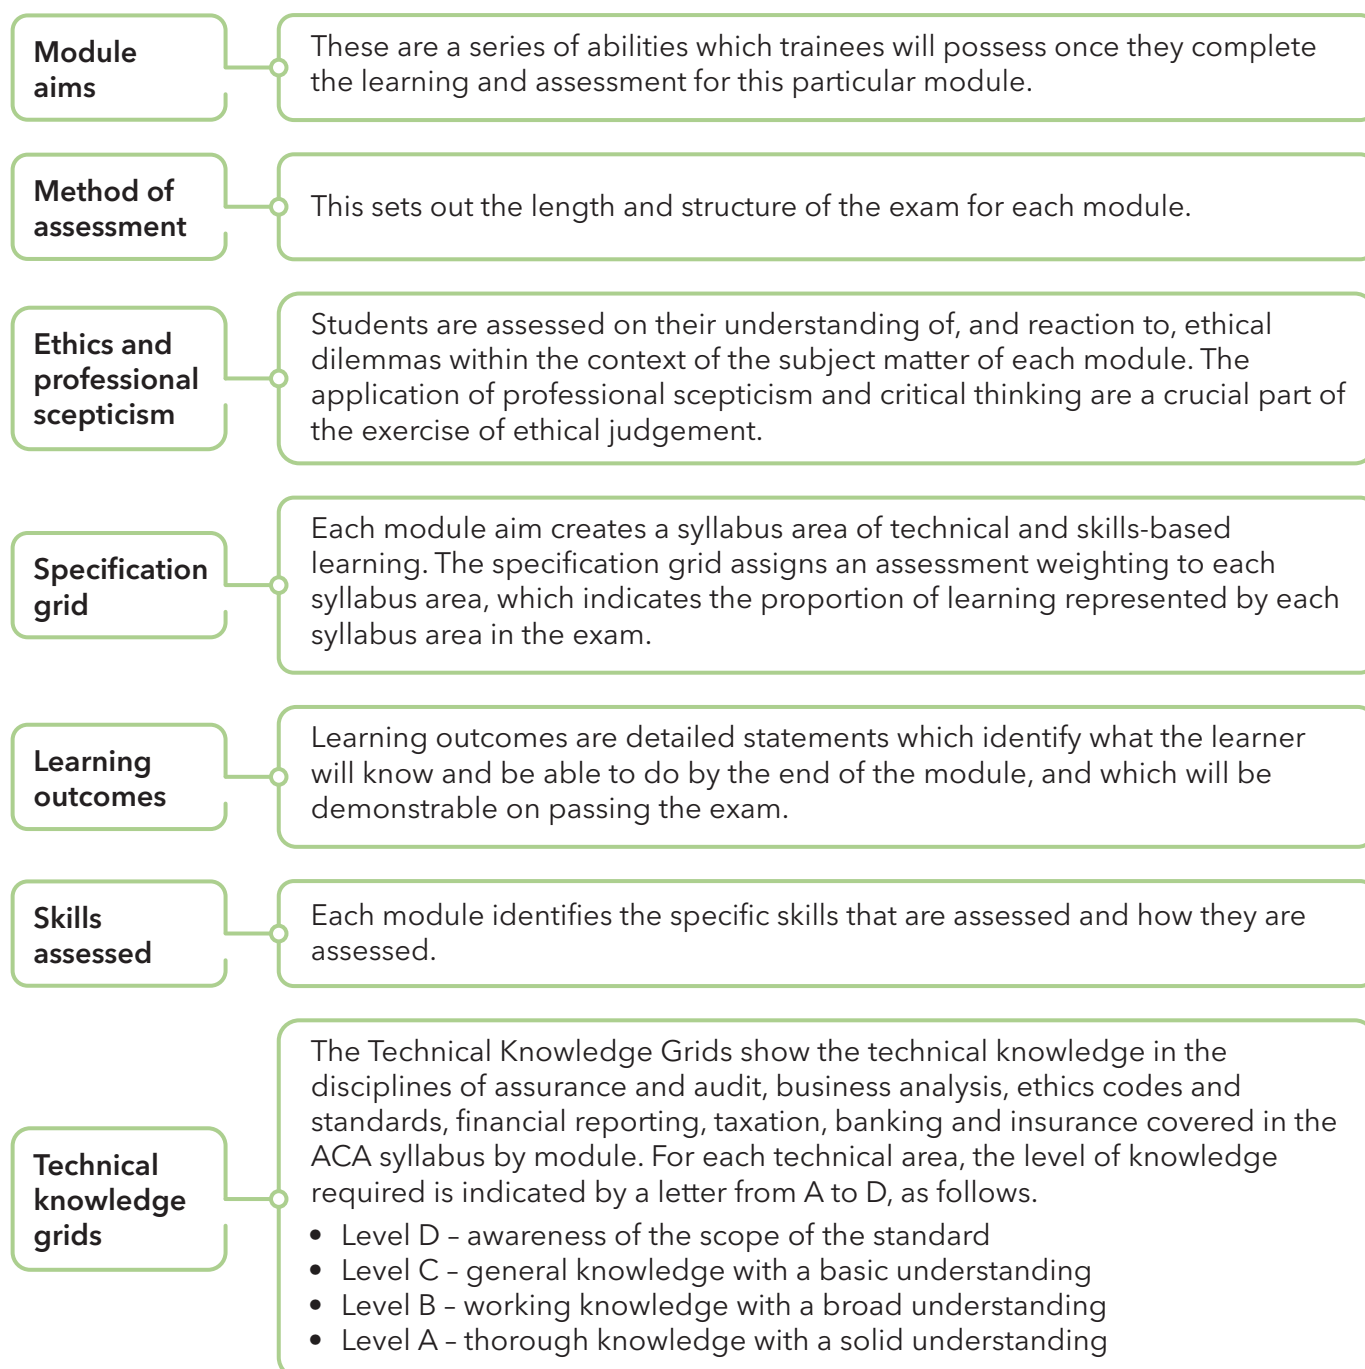 Module
aims
These are a series of abilities which trainees will possess once they complete
the learning and assessment for this particular module.
Method of
assessment
This sets out the length and structure of the exam for each module.
Ethics and
professional
scepticism
Students are assessed on their understanding of, and reaction to, ethical
dilemmas within the context of the subject matter of each module. The
application of professional scepticism and critical thinking are a crucial part of
the exercise of ethical judgement.
Specification
grid
Each module aim creates a syllabus area of technical and skills-based
learning. The specification grid assigns an assessment weighting to each
syllabus area, which indicates the proportion of learning represented by each
syllabus area in the exam.
Learning
outcomes
Learning outcomes are detailed statements which identify what the learner
will know and be able to do by the end of the module, and which will be
demonstrable on passing the exam.
Skills
assessed
Each module identifies the specific skills that are assessed and how they are
assessed.
Technical
knowledge
grids
The Technical Knowledge Grids show the technical knowledge in the
disciplines of assurance and audit, business analysis, ethics codes and
standards, financial reporting, taxation, banking and insurance covered in the
ACA syllabus by module. For each technical area, the level of knowledge
required is indicated by a letter from A to D, as follows.
• Level D – awareness of the scope of the standard
• Level C – general knowledge with a basic understanding
• Level B – working knowledge with a broad understanding
• Level A – thorough knowledge with a solid understanding